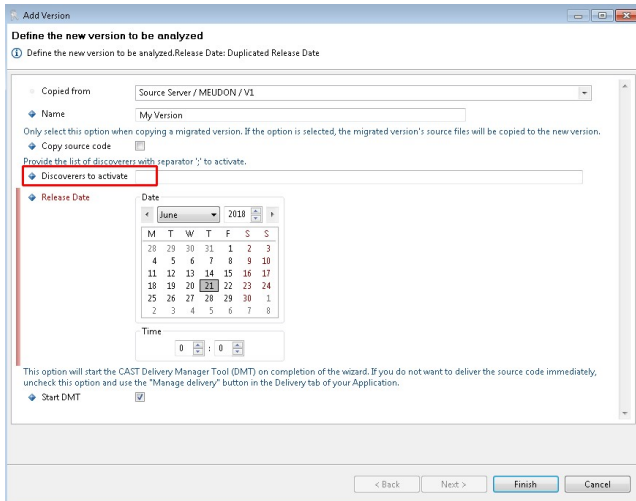 Add Version
Define the new version to be analyzed
Define the new version to be analyzed.Release Date: Duplicated Release Date
Copied from Source Server / MEUDON / V1
Name My Version
Only select this option when copying a migrated version. If the option is selected, the migrated version's source files will be copied to the new version.
Copy source code
Provide the list of discoverers with separator ';' to activate.
Discoverers to activate
Release Date Date
June 2018
M T W T F S S
28 29 30 31 1 2 3
4 5 6 7 8 9 10
11 12 13 14 15 16 17
18 19 20 21 22 23 24
25 26 27 28 29 30 1
2 3 4 5 6 7 8
Time
0 : 0
This option will start the CAST Delivery Manager Tool (DMT) on completion of the wizard. If you do not want to deliver the source code immediately,
uncheck this option and use the "Manage delivery" button in the Delivery tab of your Application.
Start DMT
< Back Next > Finish Cancel